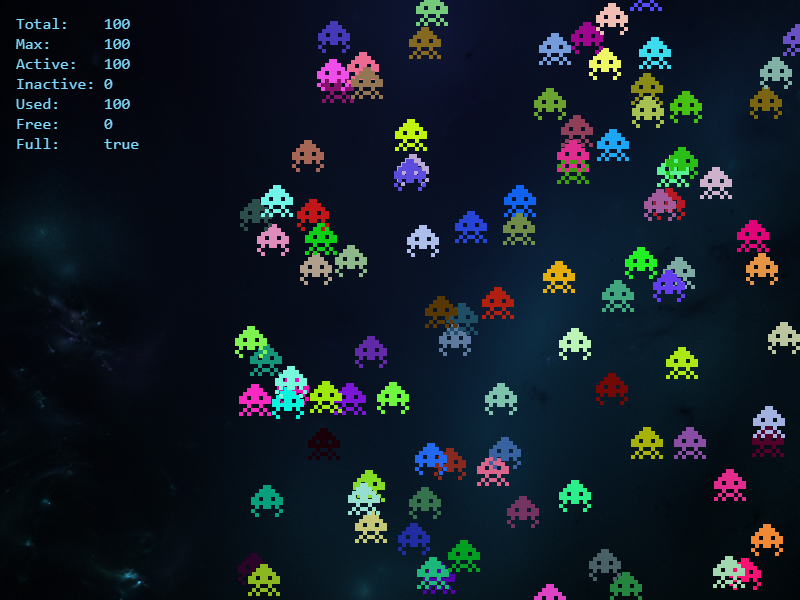 Total: 100
Max: 100
Active: 100
Inactive: 0
Used: 100
Free: 0
Full: true